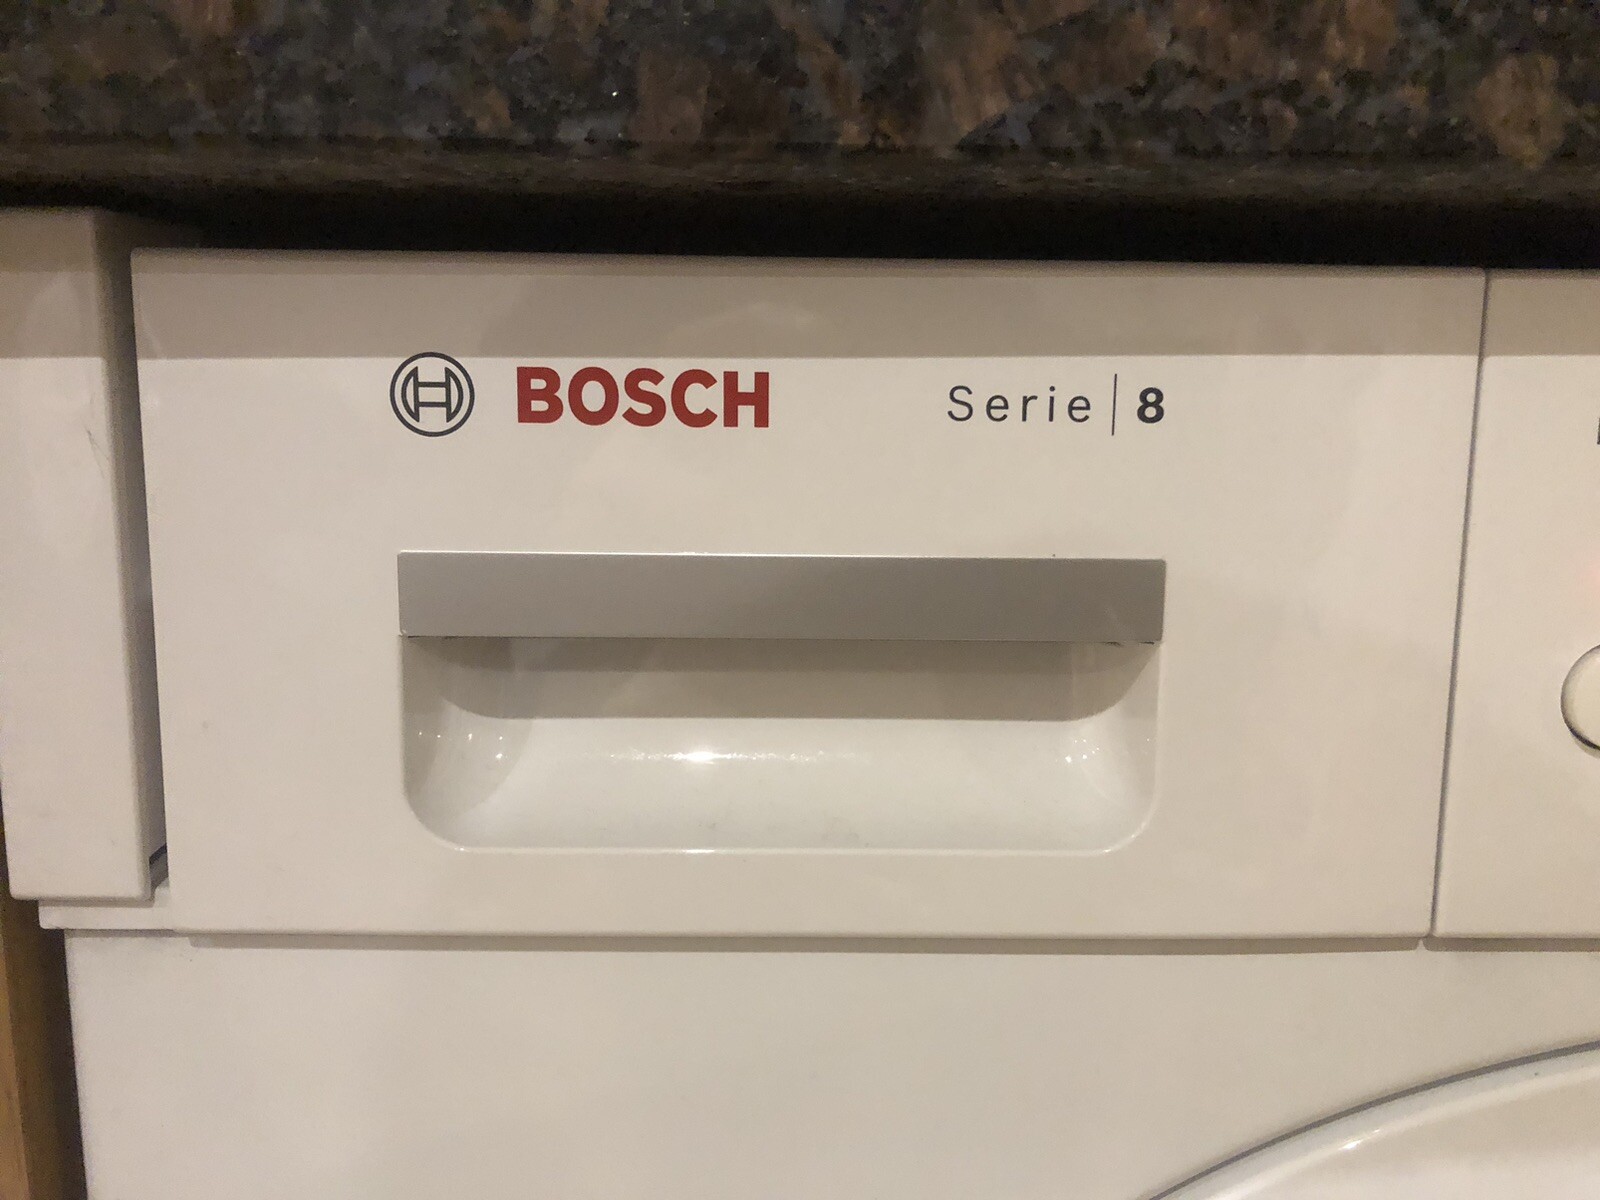 BOSCH Serie | 8